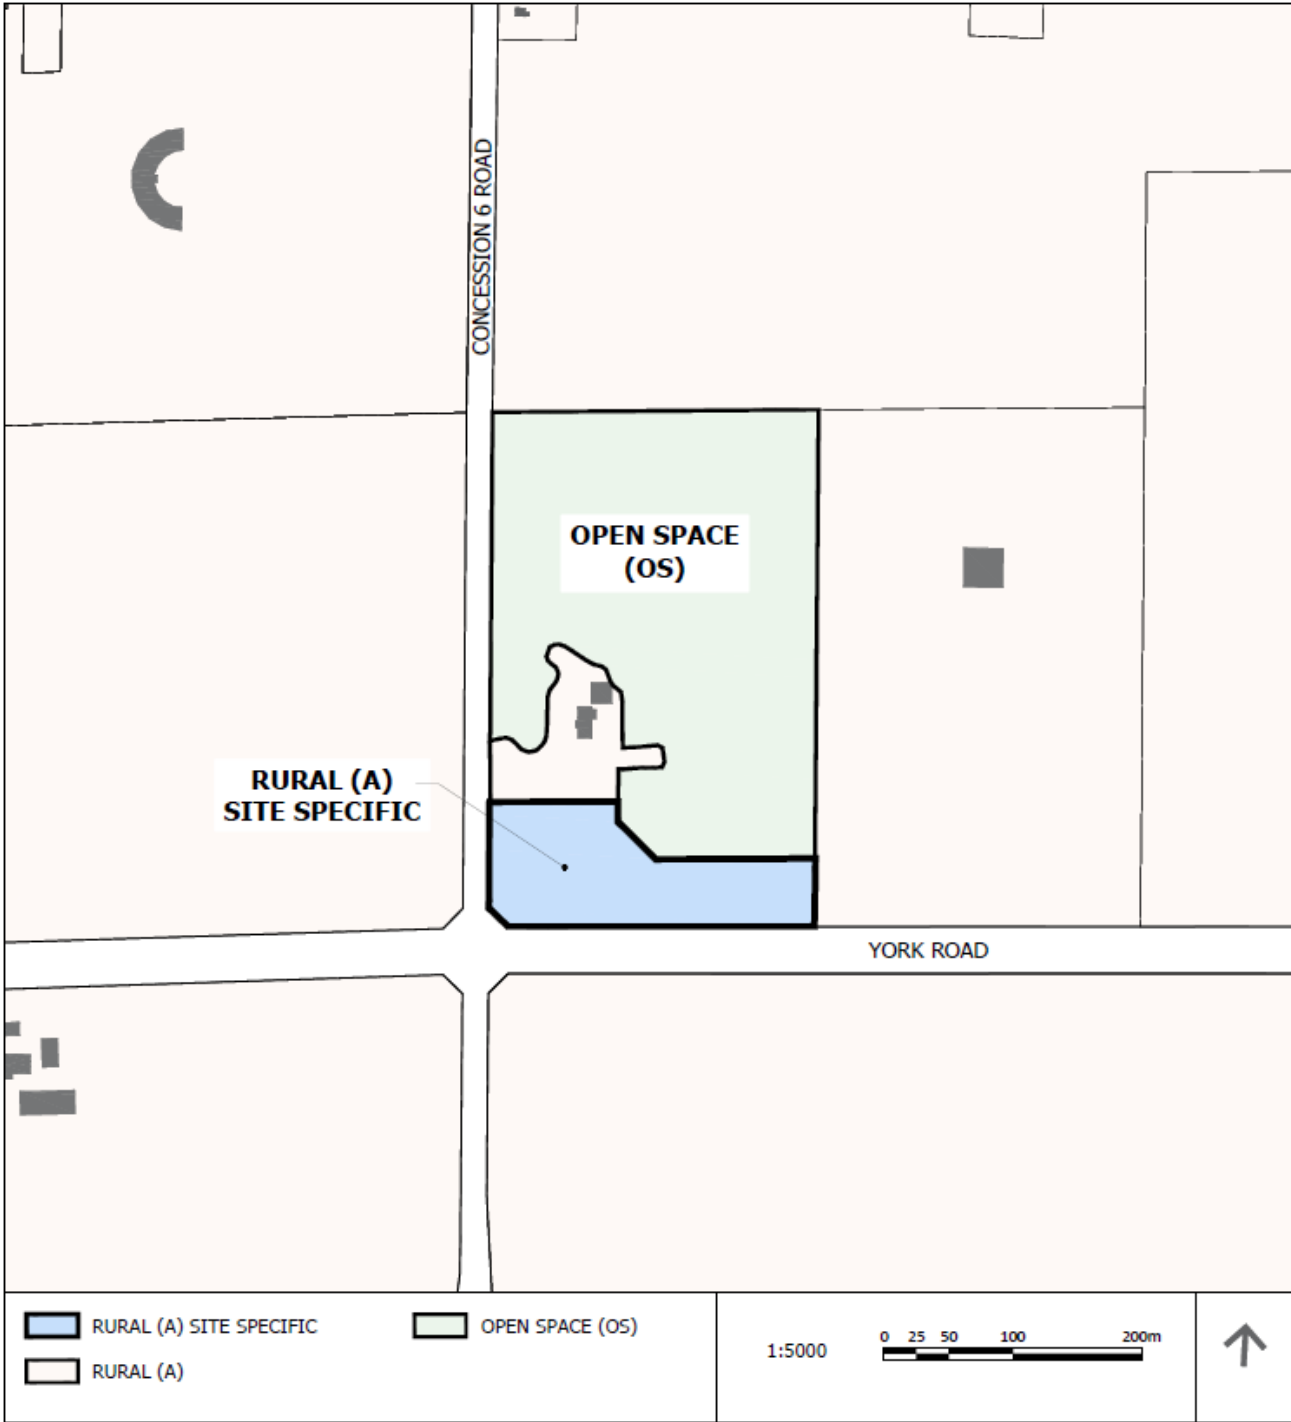 CONCESSION 6 ROAD
OPEN SPACE
(OS)
RURAL (A)
SITE SPECIFIC
YORK ROAD
RURAL (A) SITE SPECIFIC
OPEN SPACE (OS)
RURAL (A)
1:5000
0 25 50 100 200m